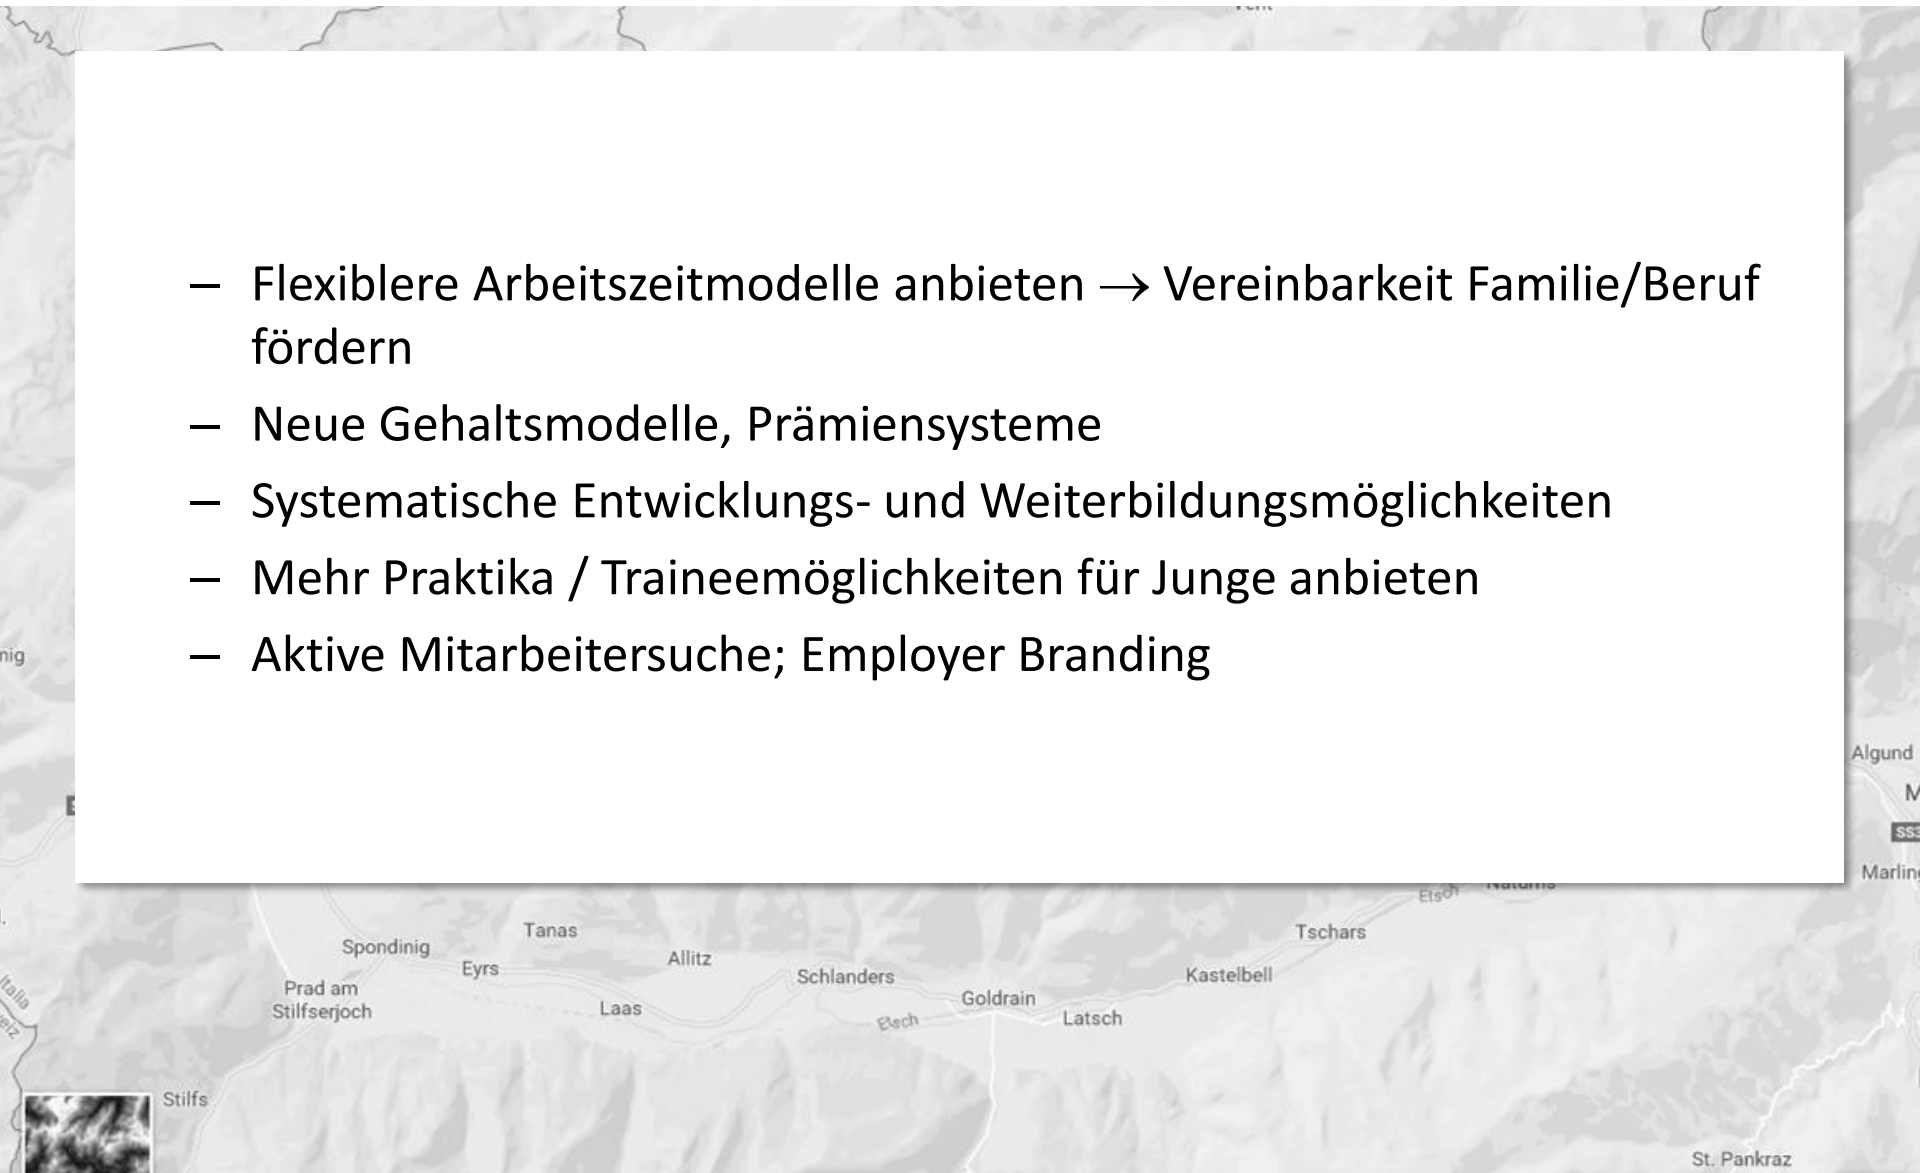 – Flexiblere Arbeitszeitmodelle anbieten → Vereinbarkeit Familie/Beruf
fördern
– Neue Gehaltsmodelle, Prämiensysteme
– Systematische Entwicklungs- und Weiterbildungsmöglichkeiten
– Mehr Praktika / Traineemöglichkeiten für Junge anbieten
– Aktive Mitarbeitersuche; Employer Branding
Algund
Etsch
Naturns
Tanas
Tschars
Spondinig
Allitz
Eyrs
Schlanders
Kastelbell
Prad am
Stilfserjoch
Goldrain
Laas
Etsch
Latsch
Italia
Stilfs
St. Pankraz